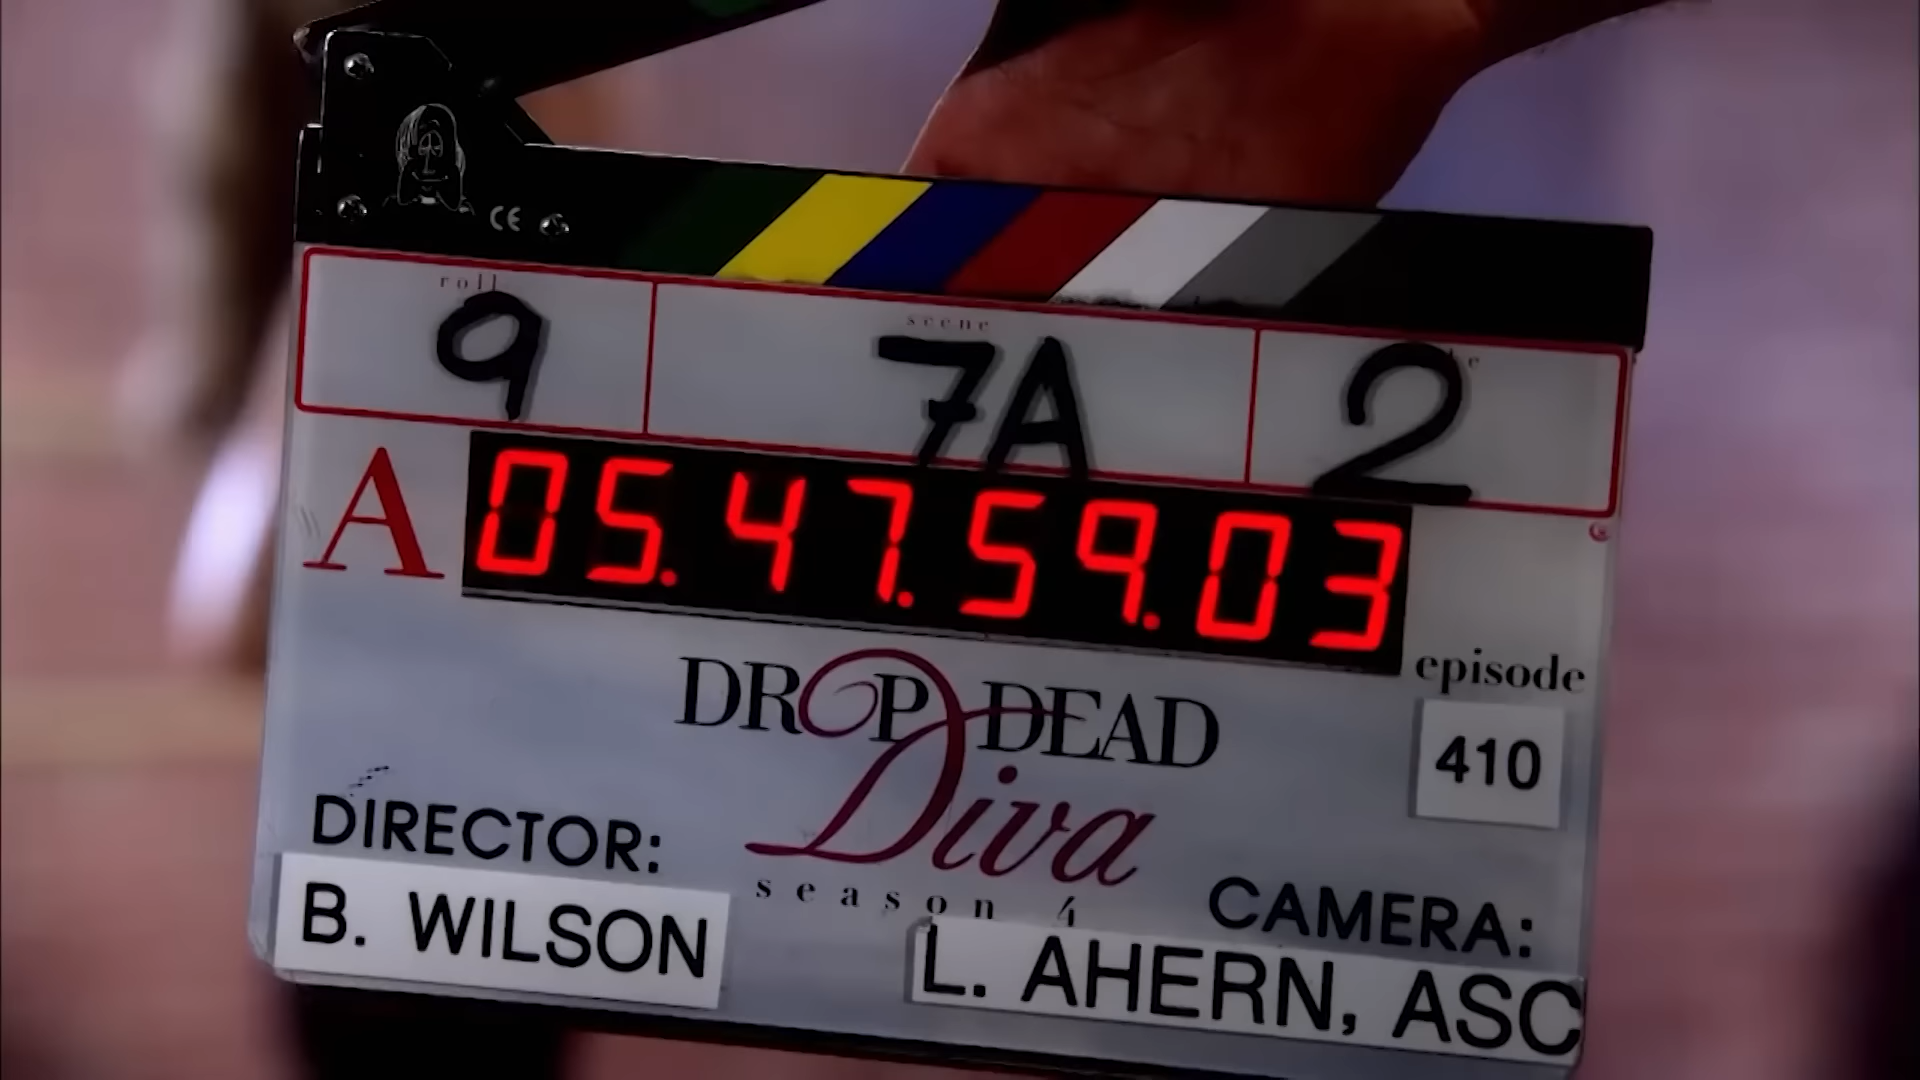 CE
roll
scene
9
7A
2
A
05.47.59.03
episode
410
DROP DEAD
Diva
season 4
DIRECTOR:
B. WILSON
CAMERA:
L. AHERN, ASC